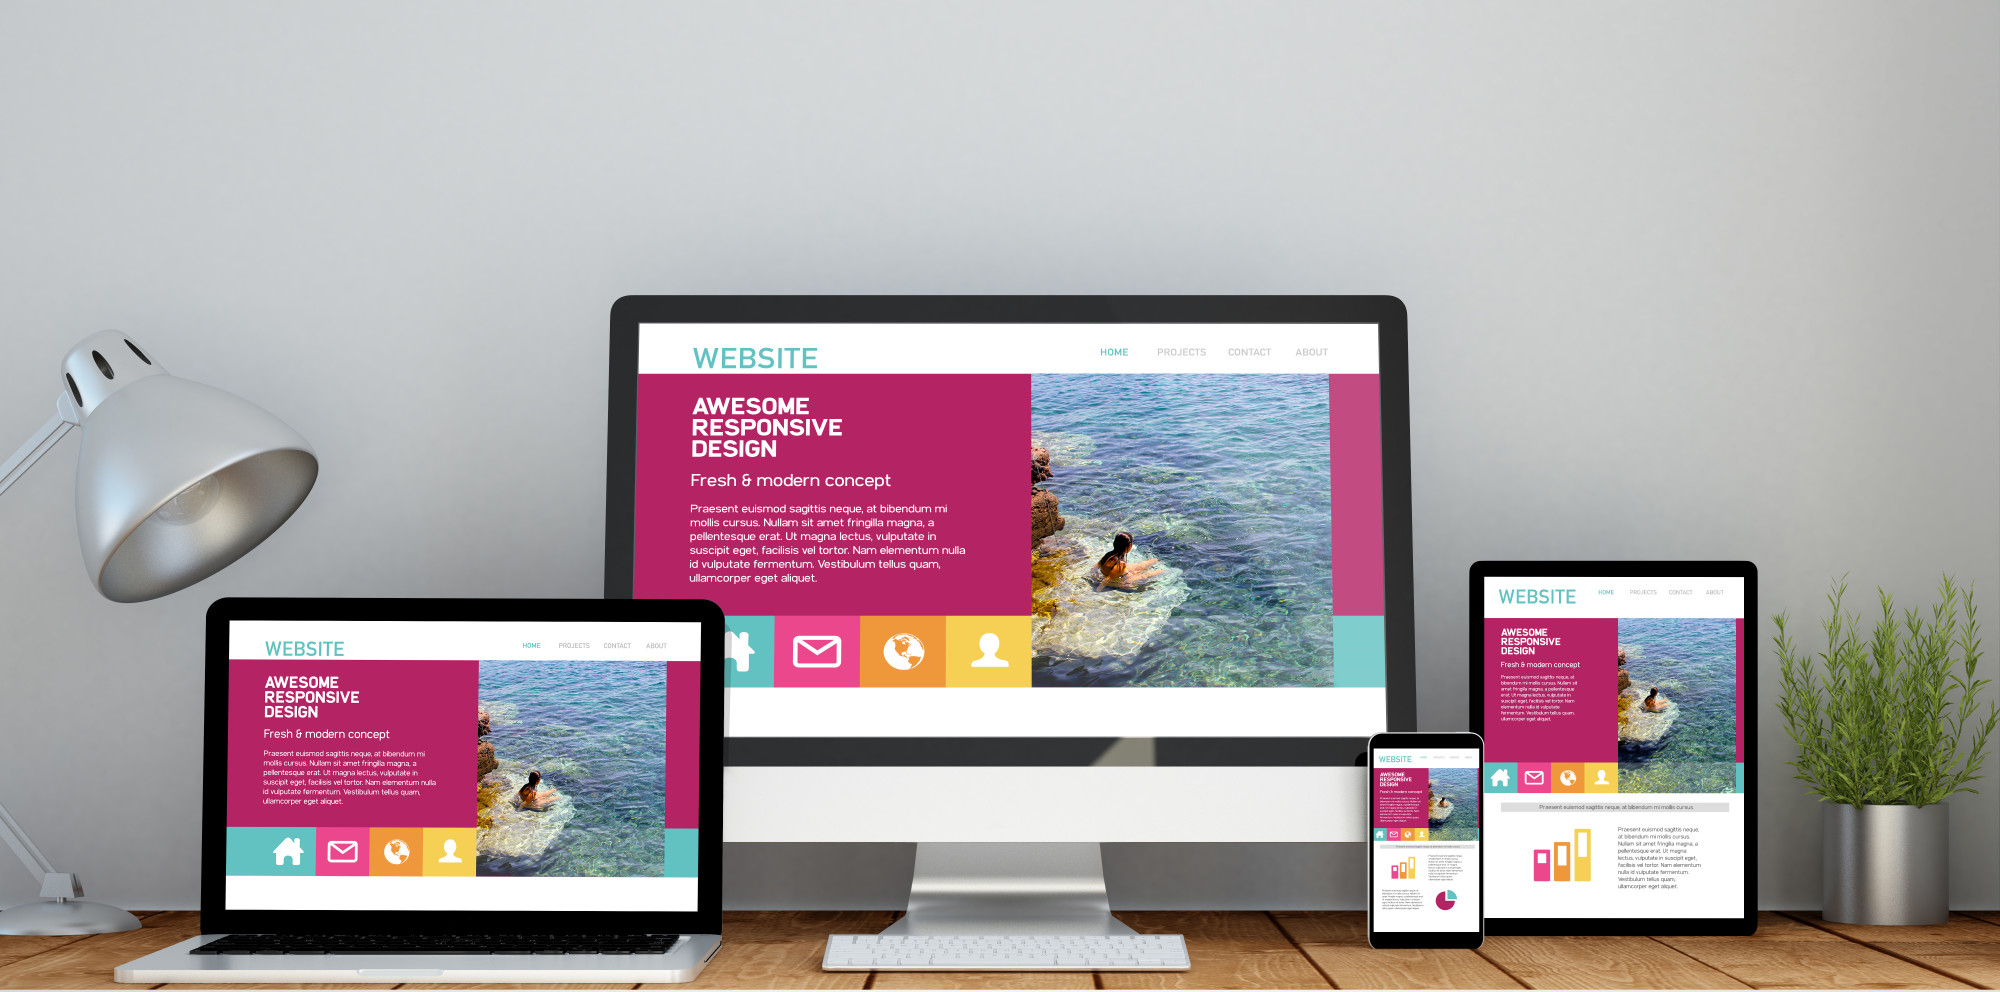 WEBSITE
HOME PROJECTS CONTACT ABOUT
AWESOME
RESPONSIVE
DESIGN
Fresh & modern concept
Praesent euismod sagittis neque, at bibendum mi
mollis cursus. Nullam sit amet fringilla magna, a
pellentesque erat. Ut magna lectus, vulputate in
suscipit eget, facilisis vel tortor. Nam elementum nulla
id vulputate fermentum. Vestibulum tellus quam,
ullamcorper eget aliquet.
WEBSITE
HOME PROJECTS CONTACT ABOUT
AWESOME
RESPONSIVE
DESIGN
Fresh & modern concept
Praesent euismod sagittis neque, at bibendum mi
mollis cursus. Nullam sit amet fringilla magna, a
pellentesque erat. Ut magna lectus, vulputate in
suscipit eget, facilisis vel tortor. Nam elementum nulla
id vulputate fermentum. Vestibulum tellus quam,
ullamcorper eget aliquet.
WEBSITE
HOME PROJECTS CONTACT ABOUT
AWESOME
RESPONSIVE
DESIGN
Fresh & modern concept
Praesent euismod sagittis neque, at
bibendum mi mollis cursus. Nullam sit
amet fringilla magna, a pellentesque
erat. Ut magna lectus, vulputate in
suscipit eget, facilisis vel tortor. Nam
elementum nulla id vulputate
fermentum. Vestibulum tellus quam,
ullamcorper eget aliquet.
Praesent euismod sagittis neque, at bibendum mi mollis cursus
Praesent euismod sagittis neque,
at bibendum mi mollis cursus.
Nullam sit amet fringilla magna, a
pellentesque erat. Ut magna
lectus, vulputate in suscipit eget,
facilisis vel tortor. Nam elementum
nulla id vulputate fermentum.
Vestibulum tellus quam,
ullamcorper eget aliquet.
WEBSITE
AWESOME
RESPONSIVE
DESIGN
Fresh & modern concept